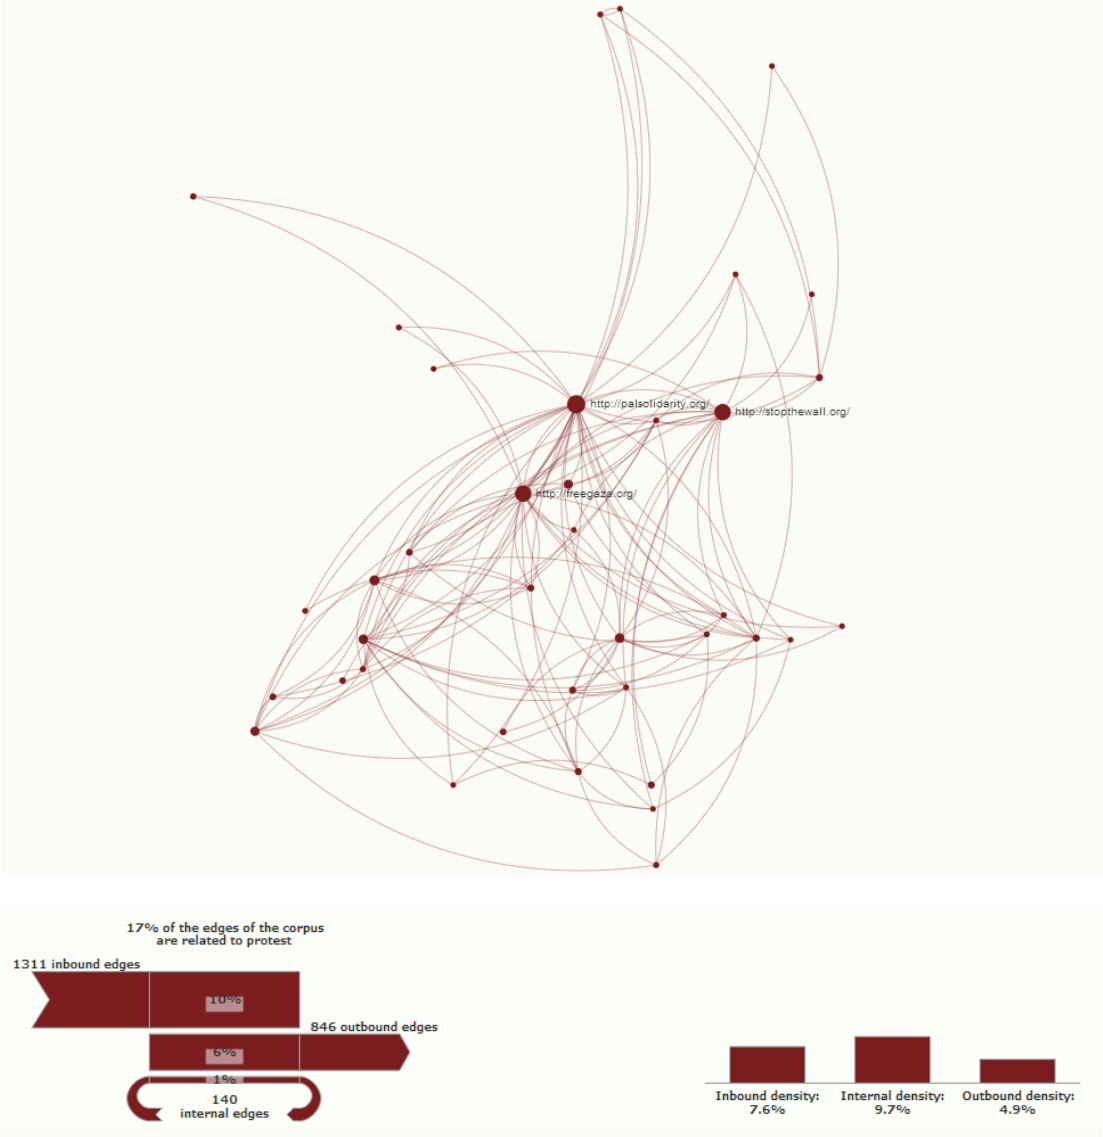 http://palsolidarity.org/
http://stopthewall.org/
http://freegaza.org/
17% of the edges of the corpus
are related to protest
1311 inbound edges
10%
846 outbound edges
6%
1%
140
internal edges
Inbound density:
7.6%
Internal density:
9.7%
Outbound density:
4.9%